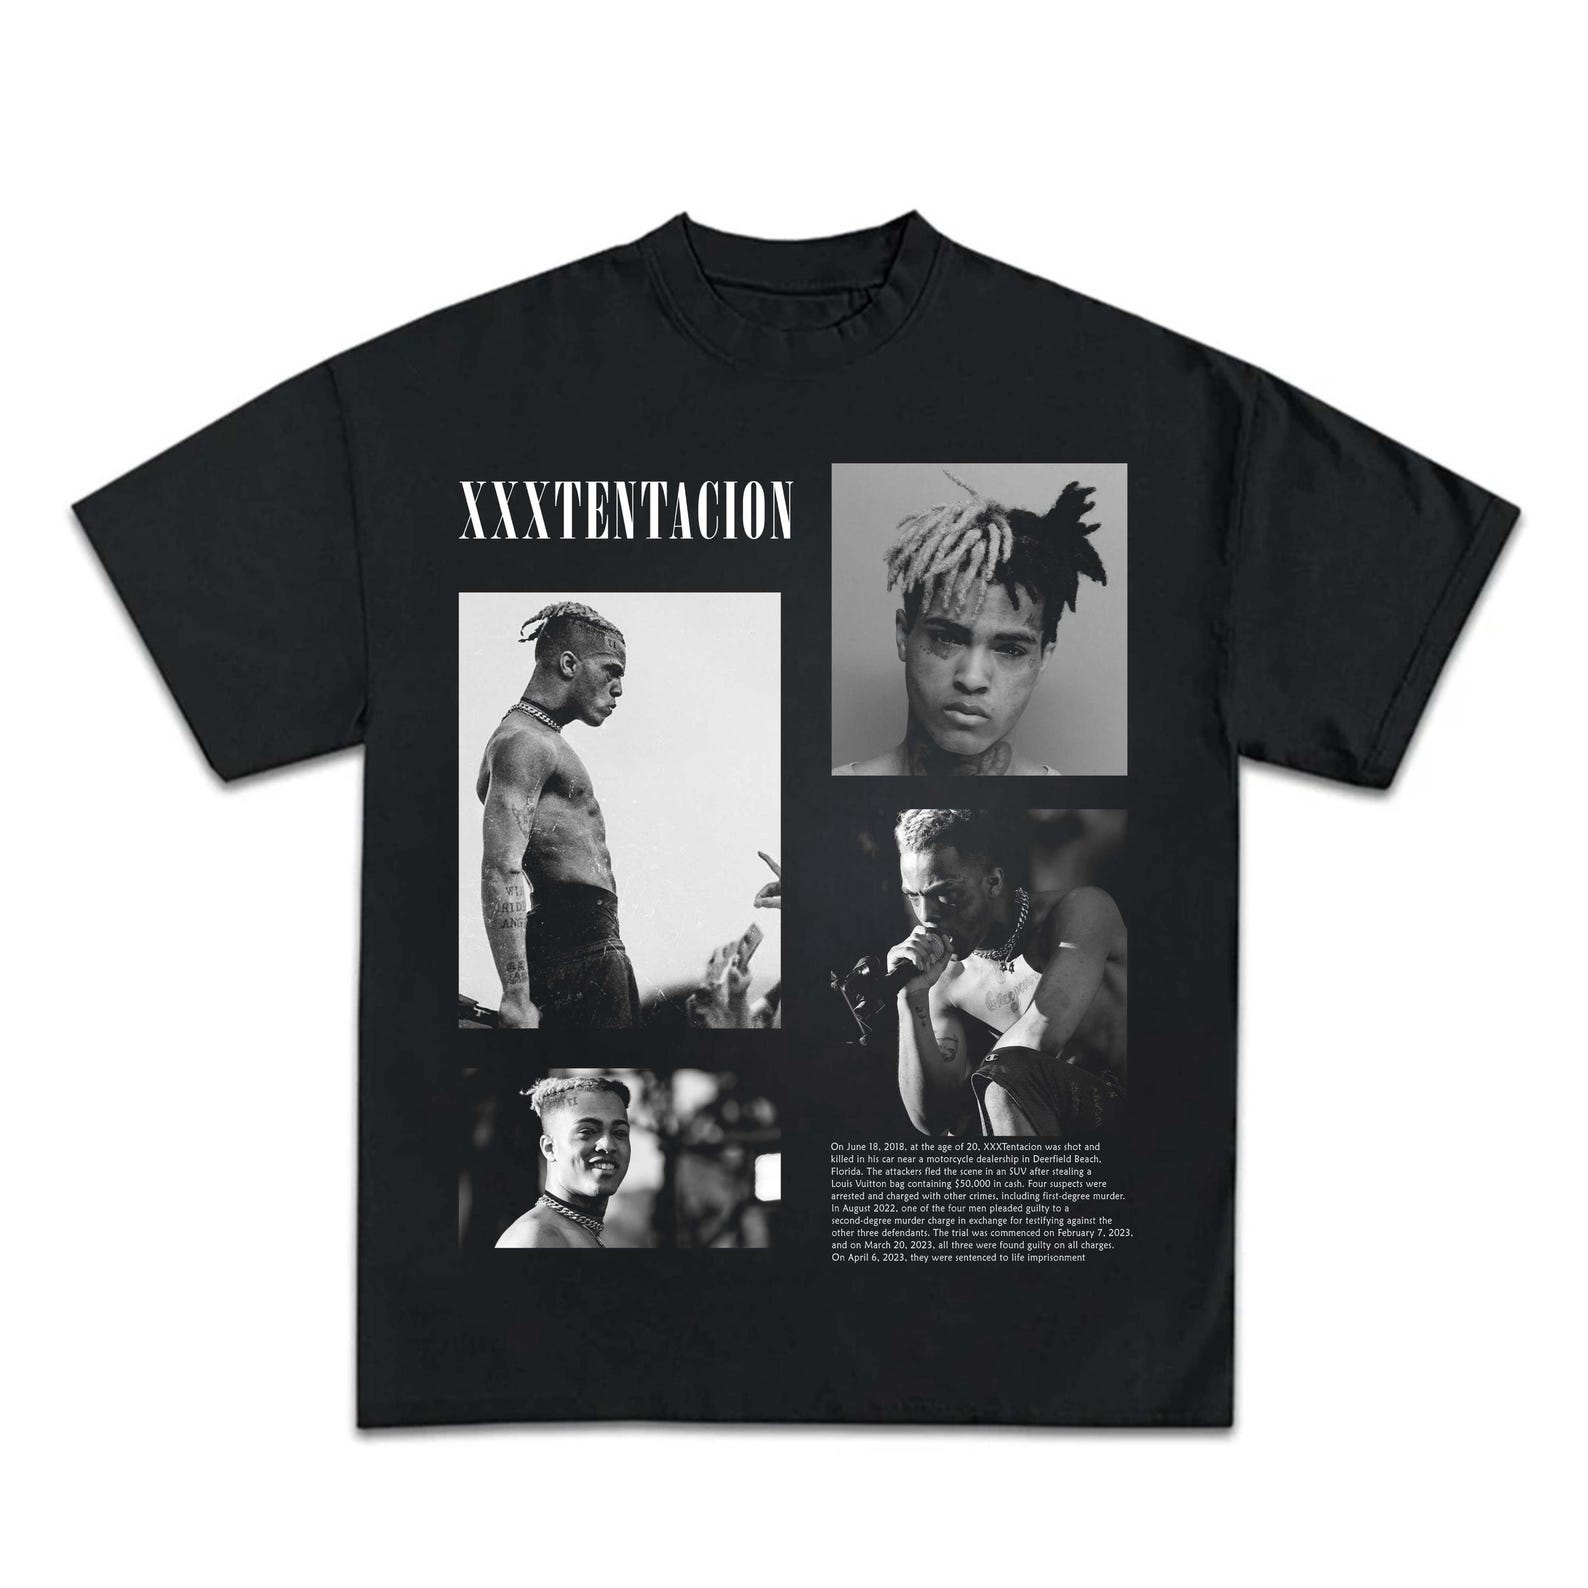 XXXTENTACION
On June 18, 2018, at the age of 20, XXXTentacion was shot and
killed in his car near a motorcycle dealership in Deerfield Beach,
Florida. The attackers fled the scene in an SUV after stealing a
Louis Vuitton bag containing $50,000 in cash. Four suspects were
arrested and charged with other crimes, including first-degree murder.
In August 2022, one of the four men pleaded guilty to a
second-degree murder charge in exchange for testifying against the
other three defendants. The trial was commenced on February 7, 2023,
and on March 20, 2023, all three were found guilty on all charges.
On April 6, 2023, they were sentenced to life imprisonment